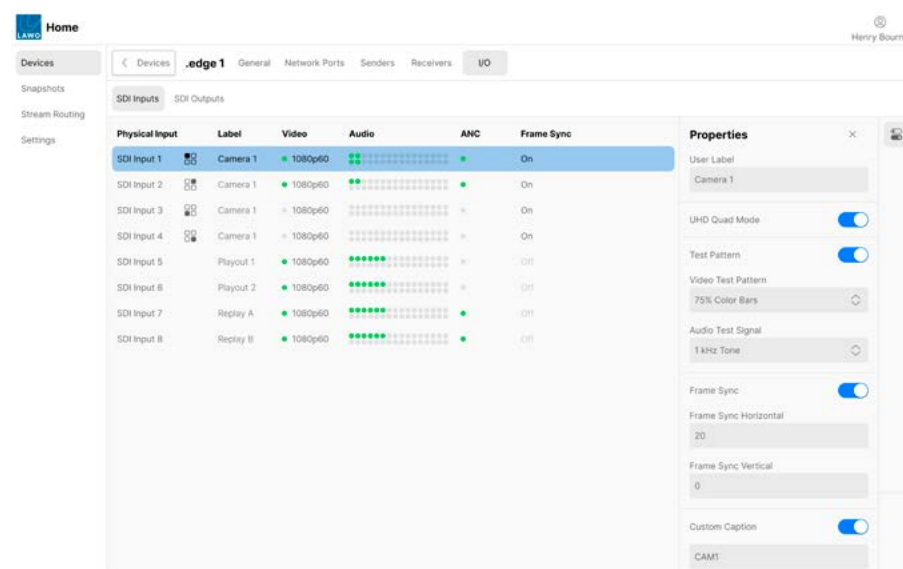 LAWO
Home
Henry Bourn
Devices
Snapshots
Stream Routing
Settings
Devices .edge 1 General Network Ports Senders Receivers I/O
SDI Inputs SDI Outputs
Physical Input Label Video Audio ANC Frame Sync
SDI Input 1 Camera 1 1080p60 On
SDI Input 2 Camera 1 1080p60 On
SDI Input 3 Camera 1 1080p60 On
SDI Input 4 Camera 1 1080p60 On
SDI Input 5 Playout 1 1080p60 Off
SDI Input 6 Playout 2 1080p60 Off
SDI Input 7 Replay A 1080p60 Off
SDI Input 8 Replay B 1080p60 Off
Properties
User Label
Camera 1
UHD Quad Mode
Test Pattern
Video Test Pattern
75% Color Bars
Audio Test Signal
1 kHz Tone
Frame Sync
Frame Sync Horizontal
20
Frame Sync Vertical
0
Custom Caption
CAM1